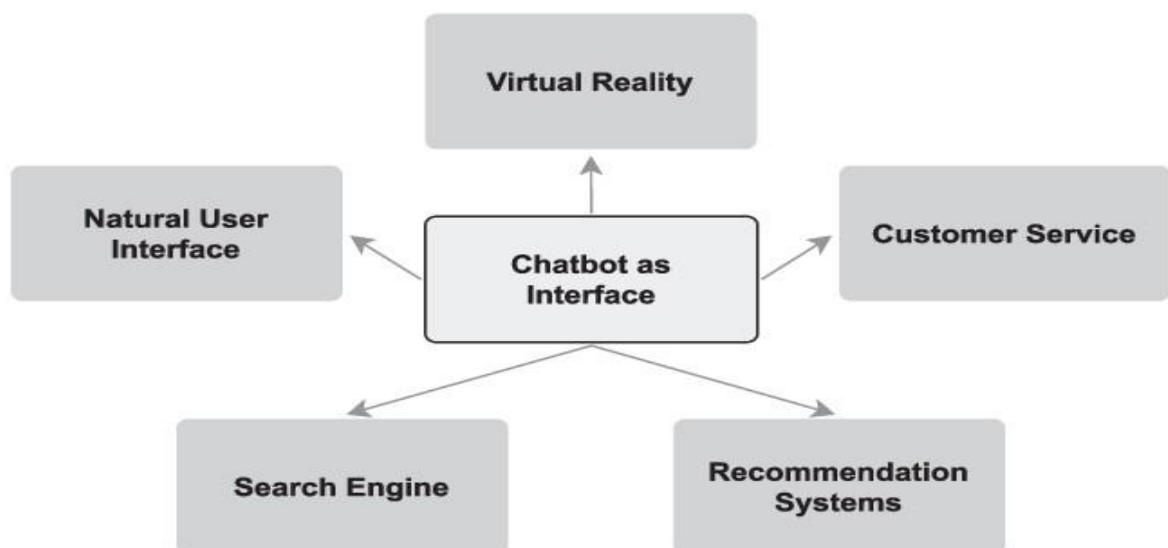 Virtual Reality
Natural User
Interface
Customer Service
Chatbot as
Interface
Search Engine
Recommendation
Systems